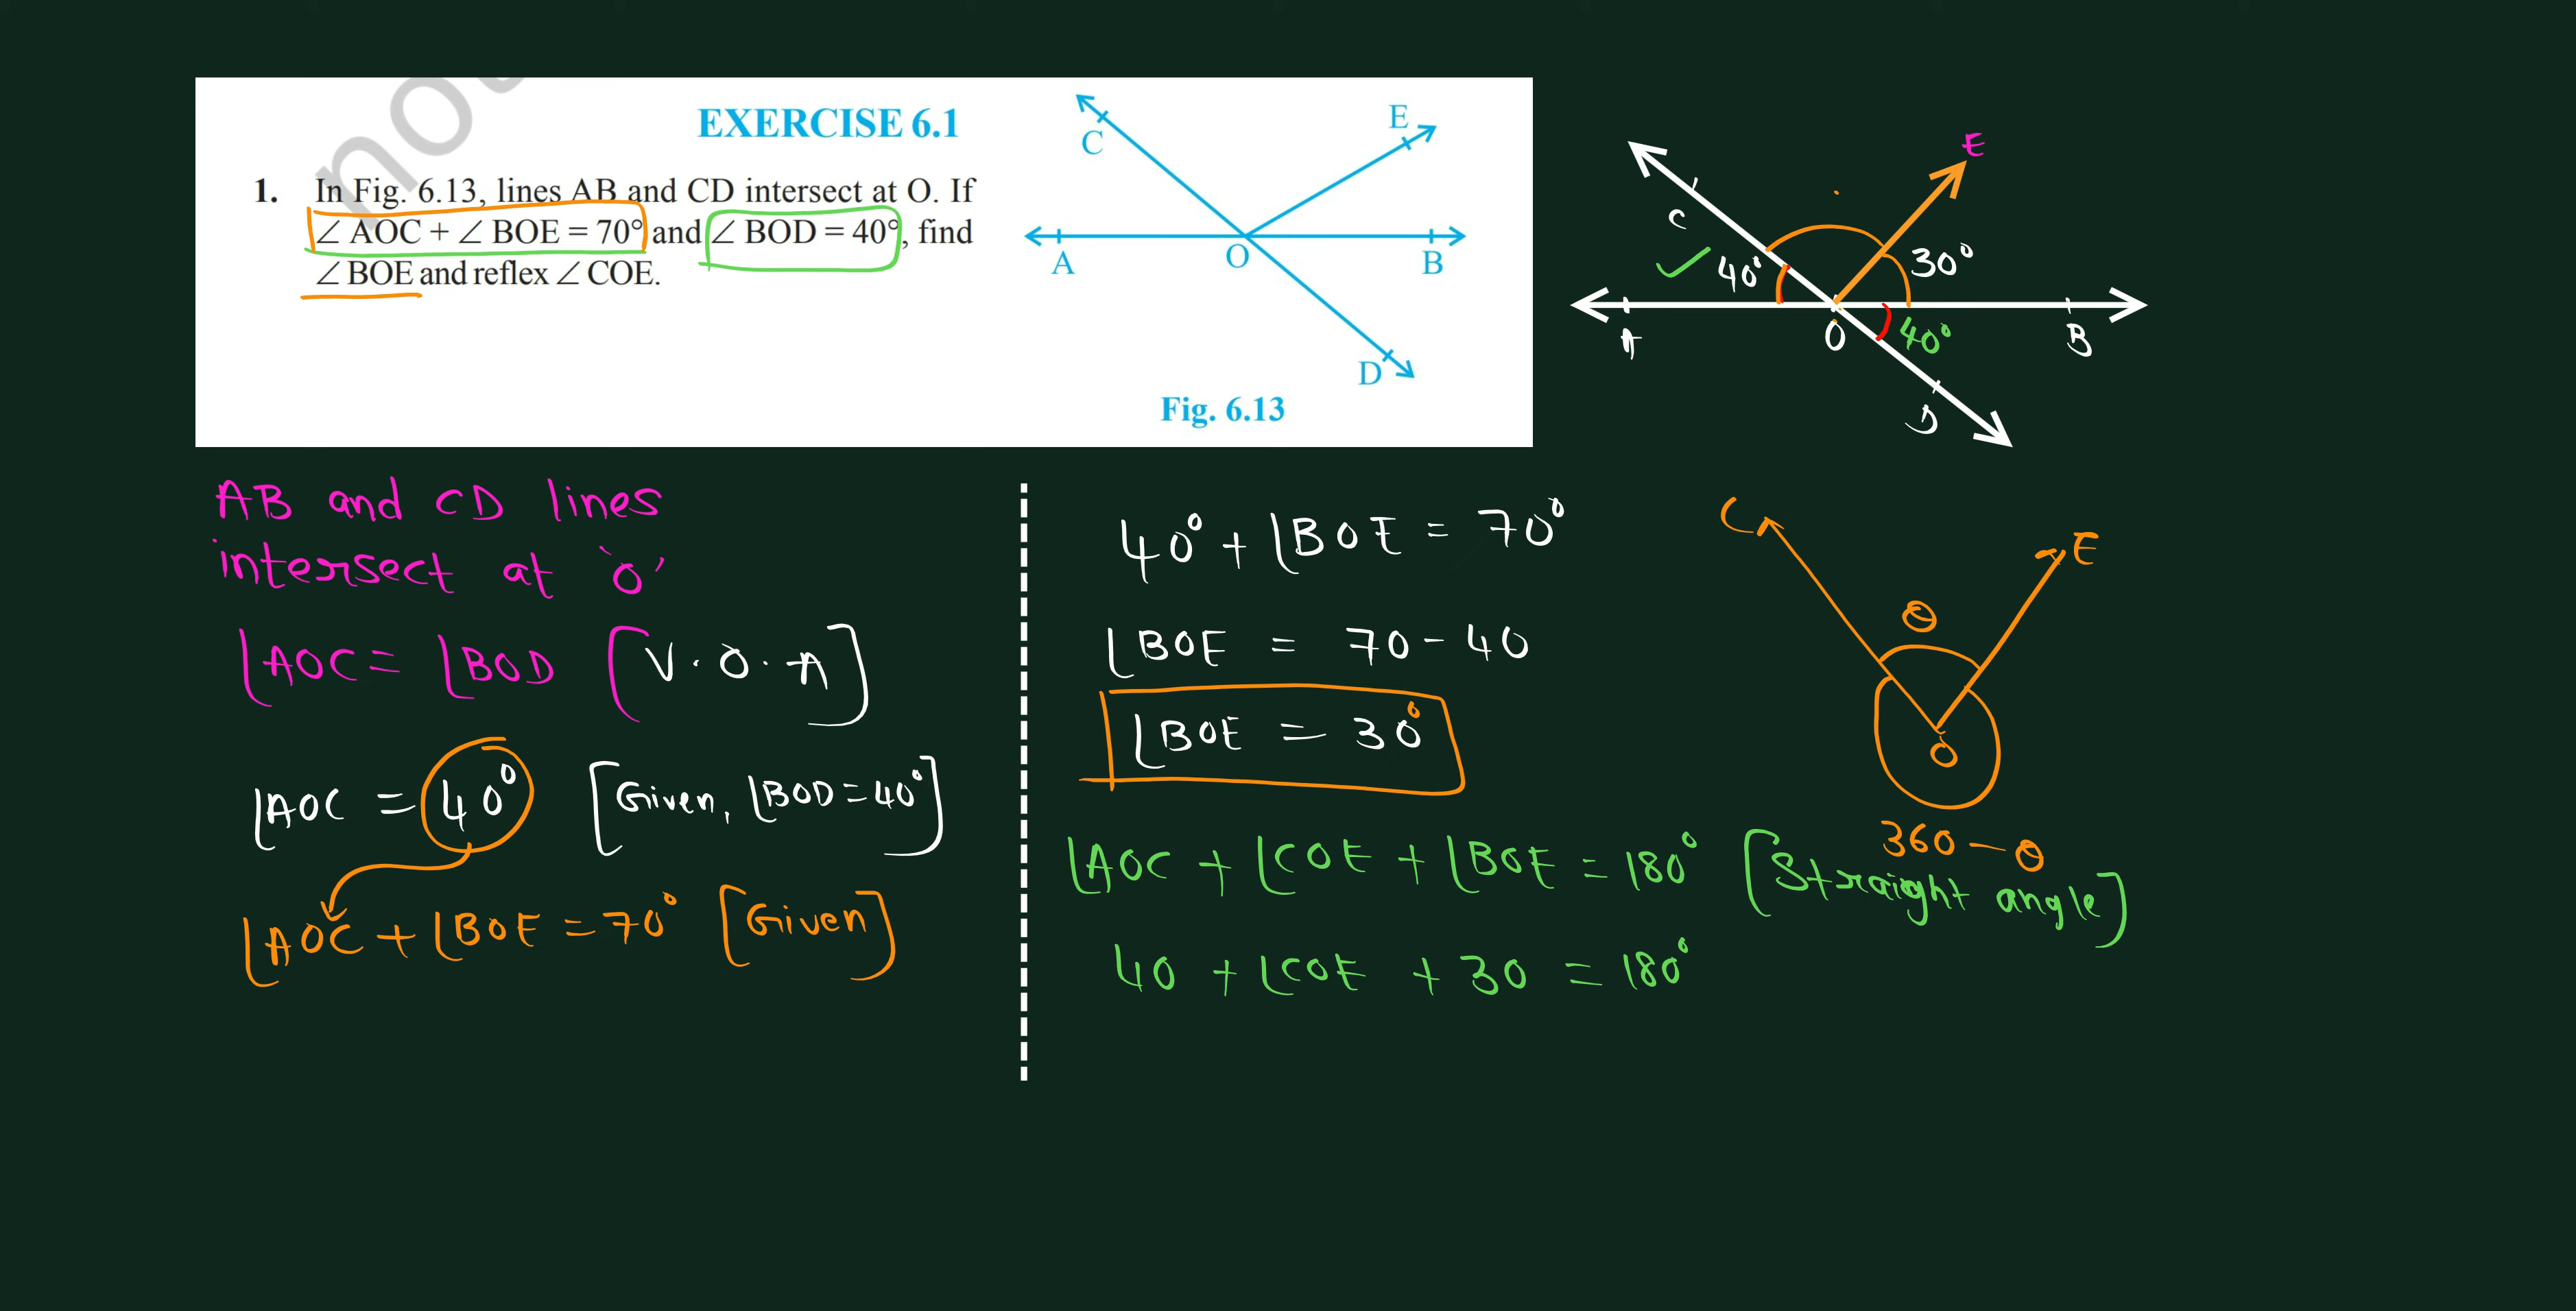 EXERCISE 6.1
1. In Fig. 6.13, lines AB and CD intersect at O. If
∠ AOC + ∠ BOE = 70° and ∠ BOD = 40°, find
∠ BOE and reflex ∠ COE.
C
E
A
O
B
D
Fig. 6.13
E
C
40°
30°
A
O
40°
B
D
AB and CD lines
intersect at 'O'
∠AOC = ∠BOD [V.O.A]
∠AOC = 40° [Given, ∠BOD = 40°]
∠AOC + ∠BOE = 70° [Given]
40° + ∠BOE = 70°
∠BOE = 70 - 40
∠BOE = 30°
∠AOC + ∠COE + ∠BOE = 180° [Straight angle]
40 + ∠COE + 30 = 180°
C
E
θ
O
360 - θ